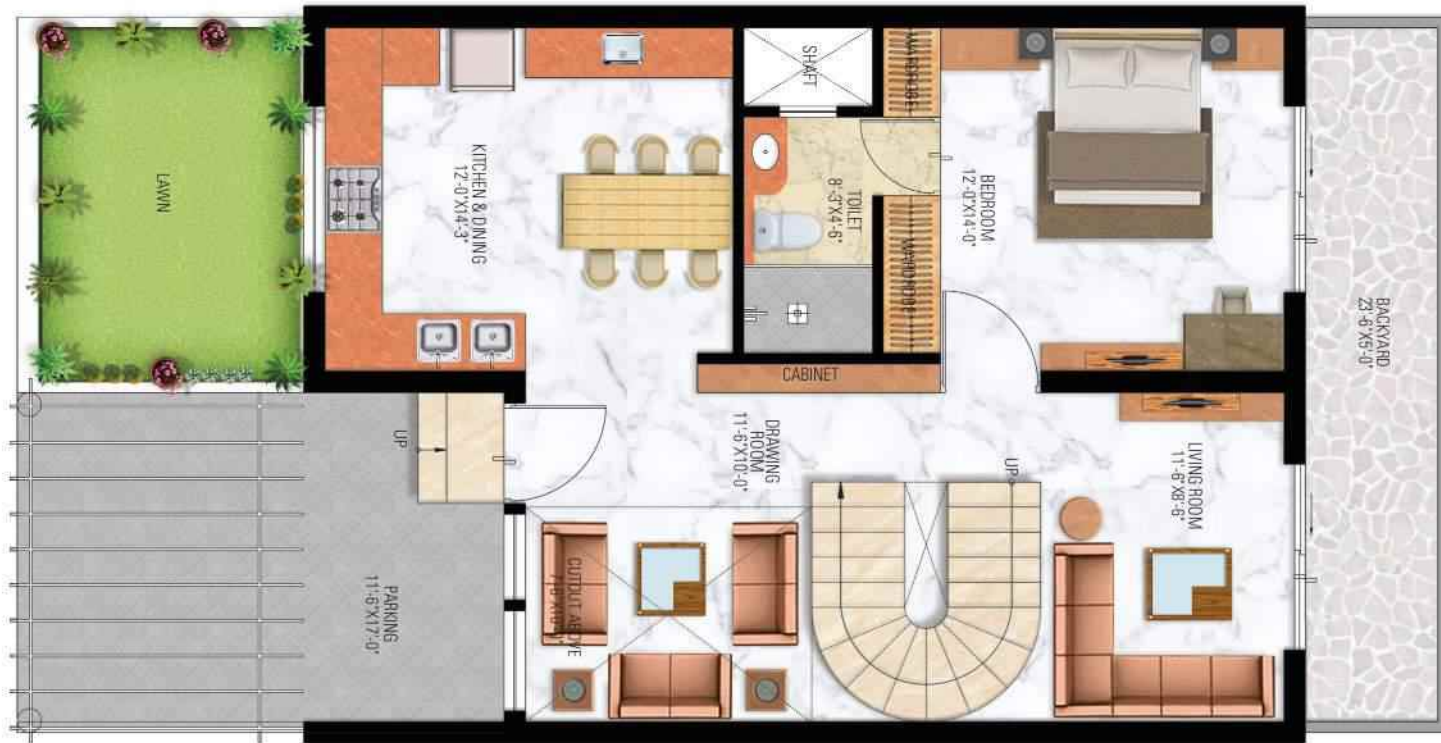 LAWN
KITCHEN & DINING
12'-0"X14'-3"
SHAFT
WARDROBE
TOILET
8'-3"X4'-6"
WARDROBE
BEDROOM
12'-0"X14'-0"
BACKYARD
23'-6"X5'-0"
CABINET
UP
PARKING
11'-6"X17'-0"
DRAWING
ROOM
11'-6"X10'-0"
CUTOUT ABOVE
UP
LIVING ROOM
11'-6"X8'-6"